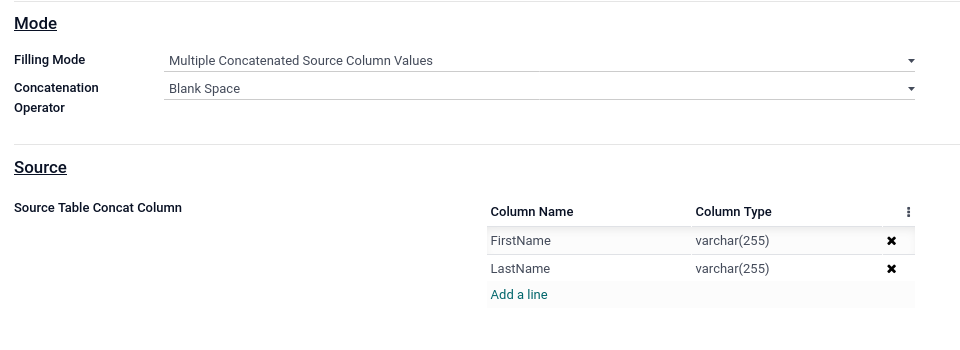 Mode
Filling Mode
Multiple Concatenated Source Column Values
Concatenation Operator
Blank Space
Source
Source Table Concat Column
Column Name Column Type
FirstName varchar(255)
LastName varchar(255)
Add a line